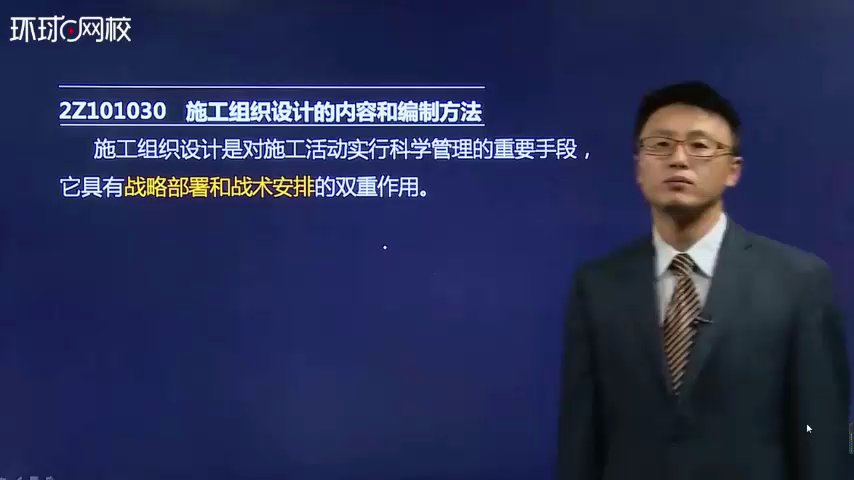 环球网校
2Z101030 施工组织设计的内容和编制方法
施工组织设计是对施工活动实行科学管理的重要手段，
它具有战略部署和战术安排的双重作用。